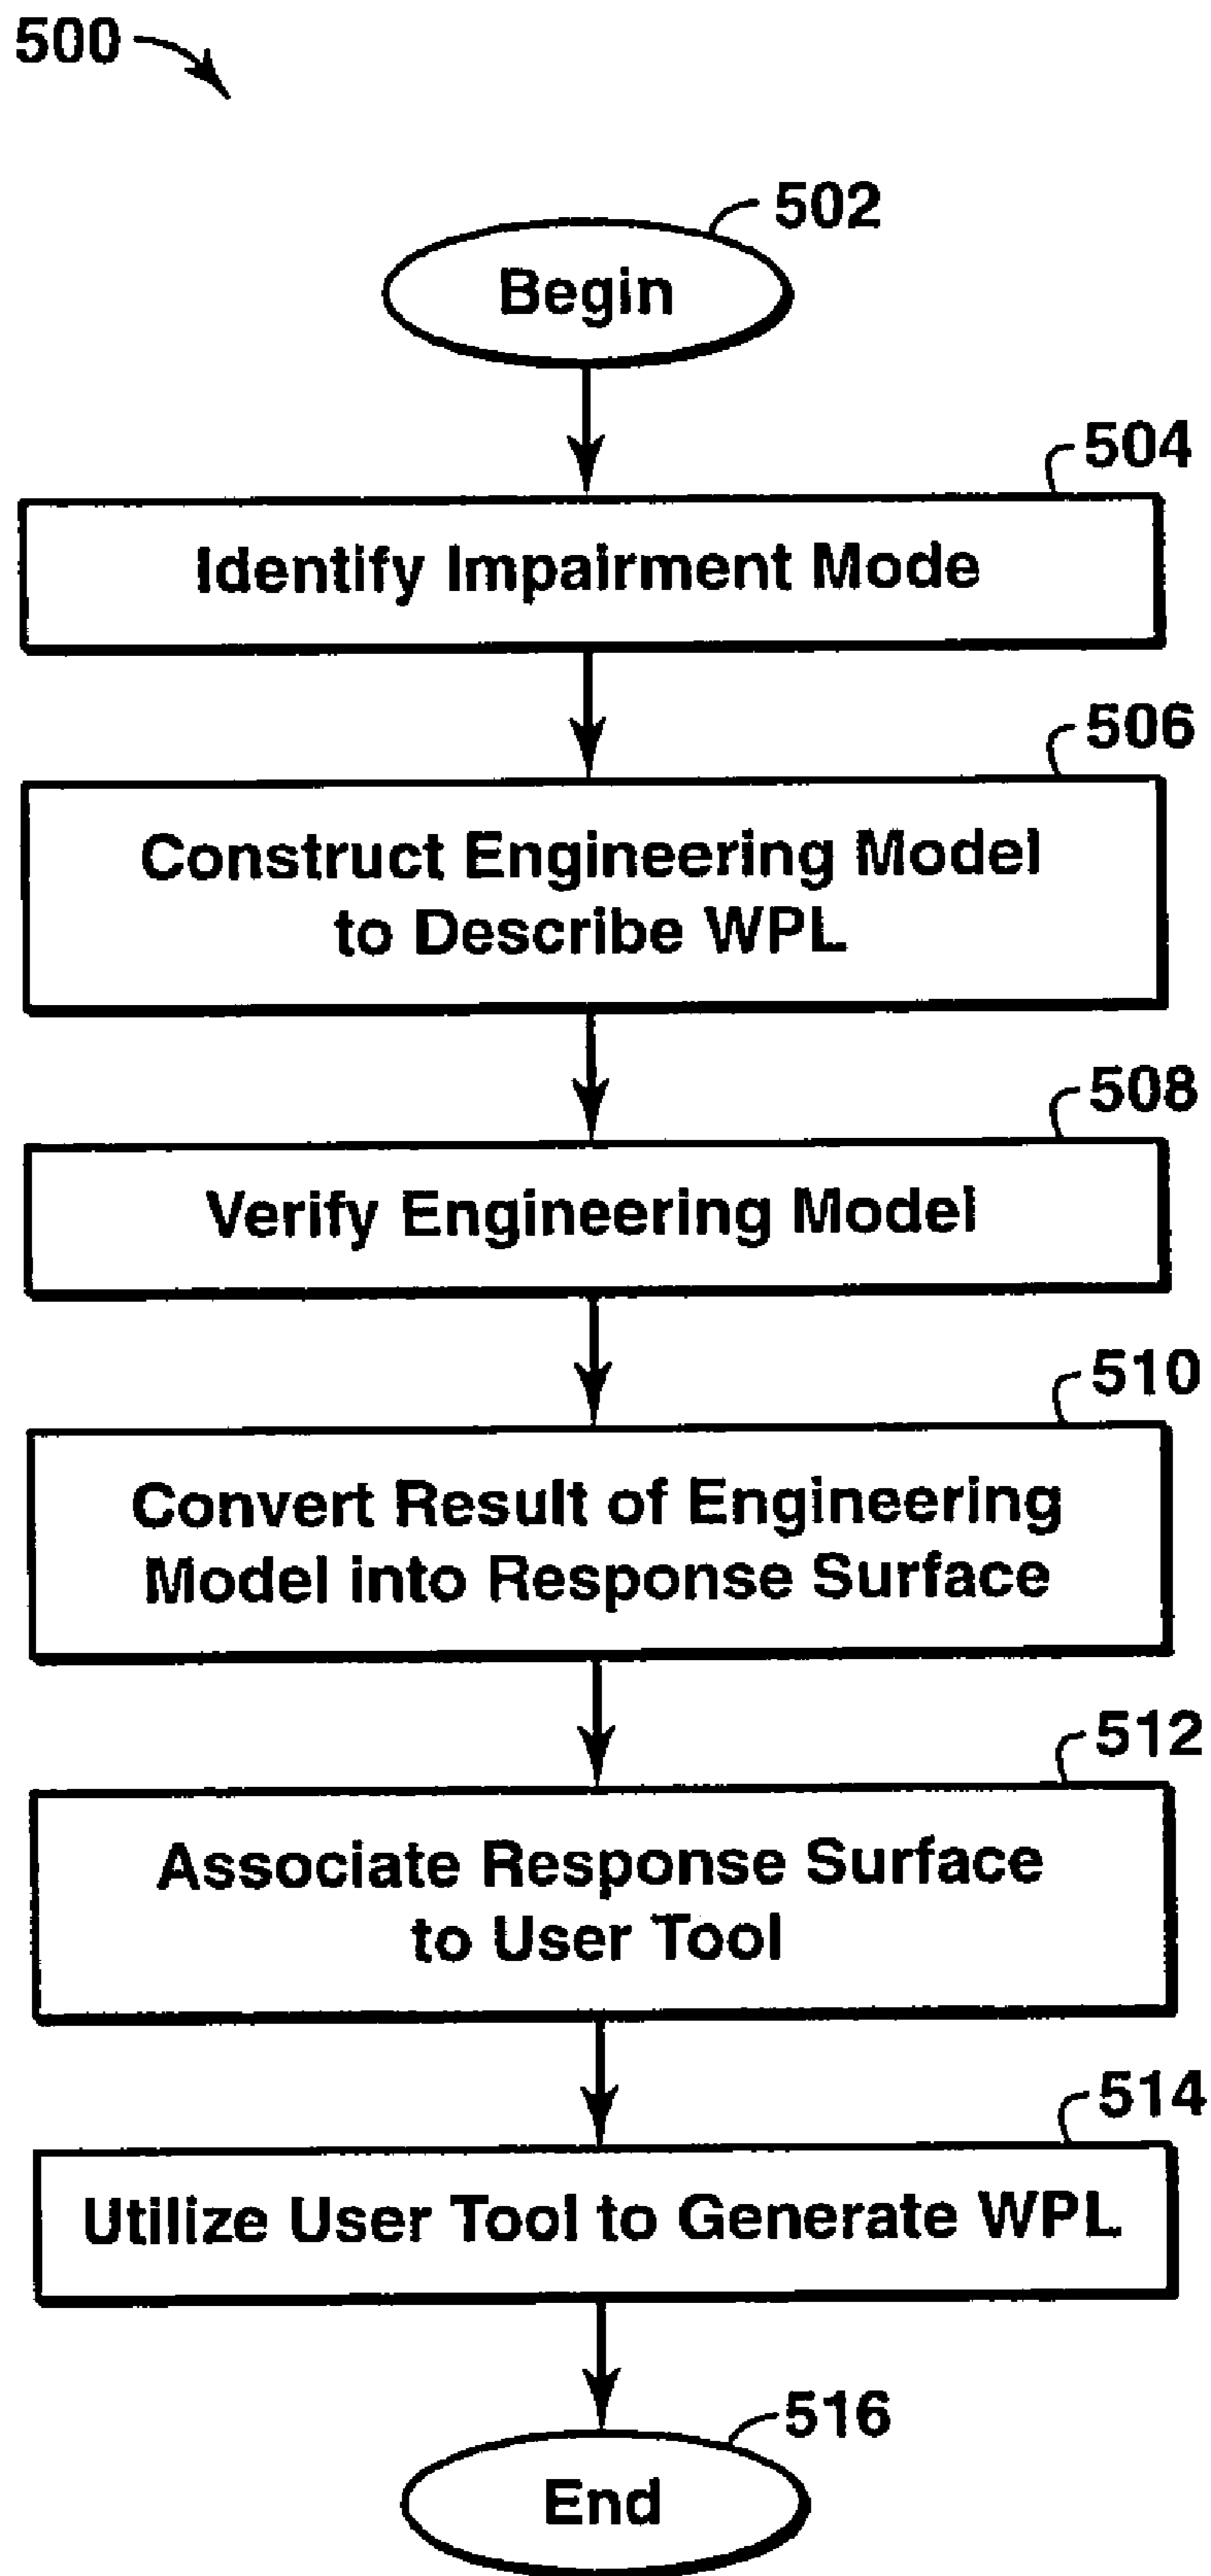 500
502
Begin
504
Identify Impairment Mode
506
Construct Engineering Model
to Describe WPL
508
Verify Engineering Model
510
Convert Result of Engineering
Model into Response Surface
512
Associate Response Surface
to User Tool
514
Utilize User Tool to Generate WPL
516
End